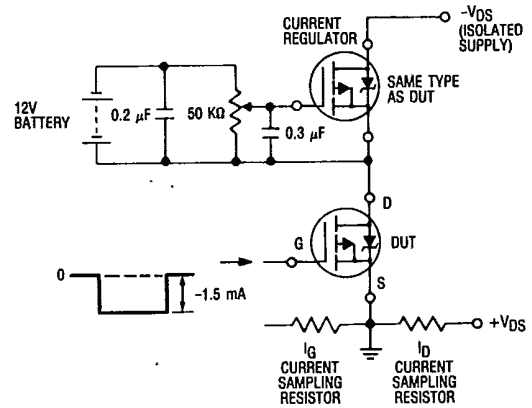 CURRENT
REGULATOR
-VDS
(ISOLATED
SUPPLY)
SAME TYPE
AS DUT
12V
BATTERY
0.2 μF
50 KΩ
0.3 μF
D
G
DUT
S
0
-1.5 mA
+VDS
IG
CURRENT
SAMPLING
RESISTOR
ID
CURRENT
SAMPLING
RESISTOR